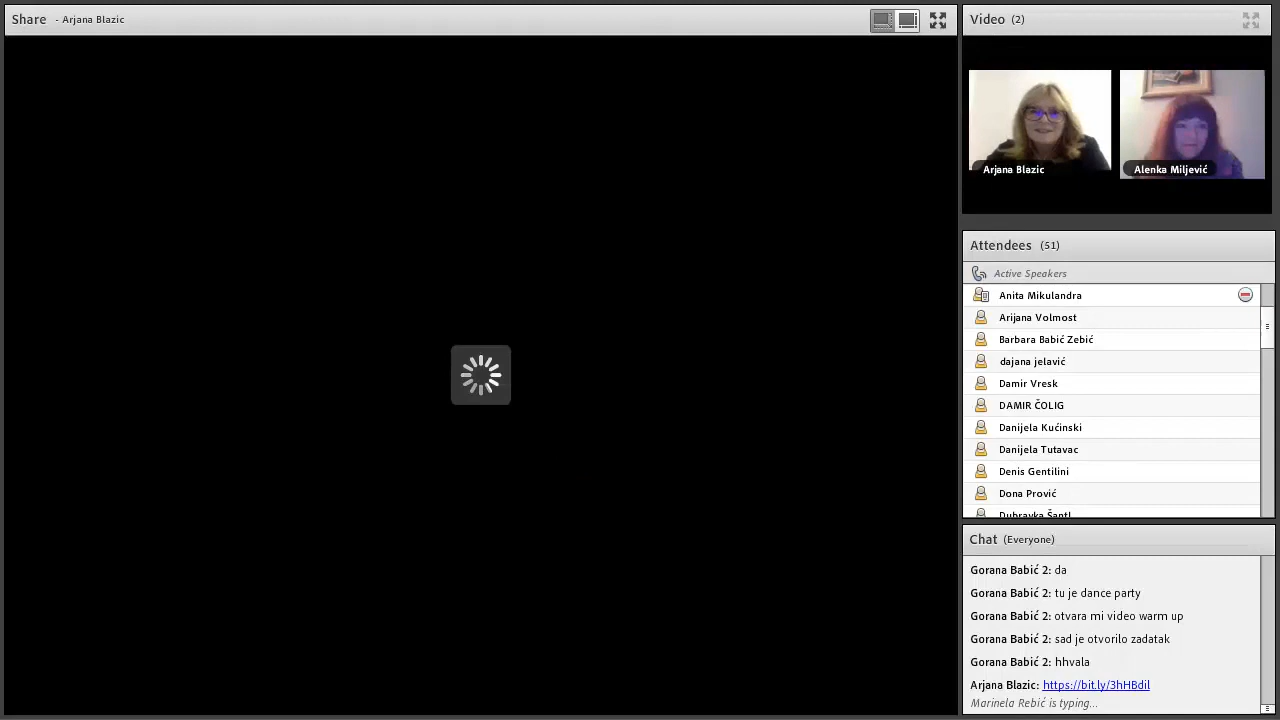 Share - Arjana Blazic
Video (2)
Arjana Blazic
Alenka Miljević
Attendees (51)
Active Speakers
Anita Mikulandra
Arijana Volmost
Barbara Babić Zebić
dajana jelavić
Damir Vresk
DAMIR ČOLIG
Danijela Kućinski
Danijela Tutavac
Denis Gentilini
Dona Prović
Dubravka Šantl
Chat (Everyone)
Gorana Babić 2: da
Gorana Babić 2: tu je dance party
Gorana Babić 2: otvara mi video warm up
Gorana Babić 2: sad je otvorilo zadatak
Gorana Babić 2: hhvala
Arjana Blazic: https://bit.ly/3hHBdil
Marinela Rebić is typing...